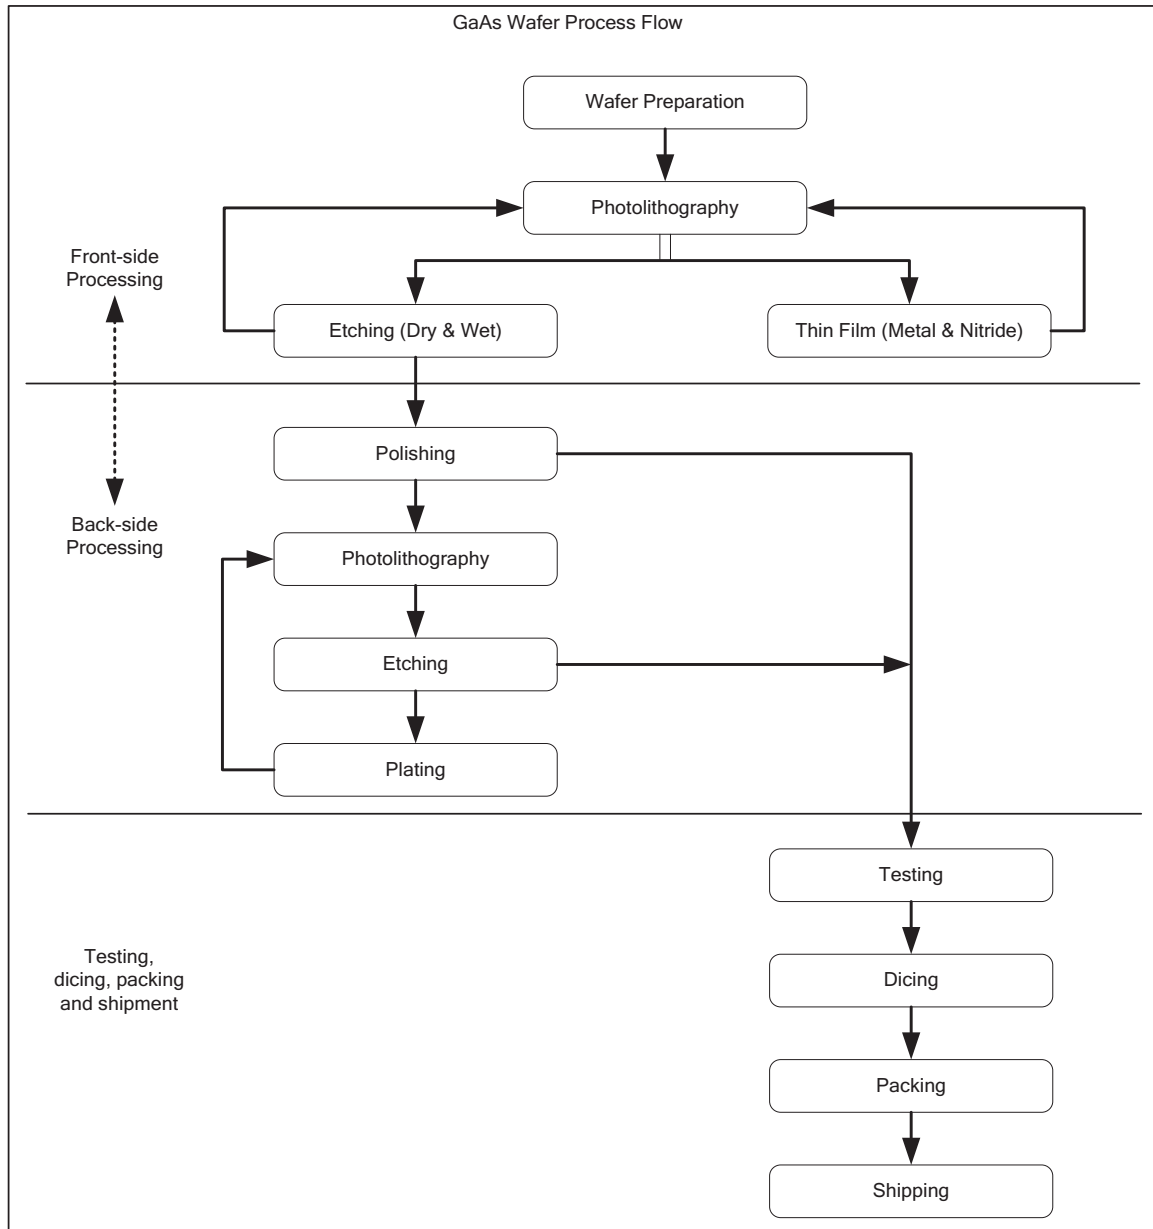 GaAs Wafer Process Flow
Wafer Preparation
Photolithography
Front-side
Processing
Etching (Dry & Wet)
Thin Film (Metal & Nitride)
Polishing
Back-side
Processing
Photolithography
Etching
Plating
Testing
Testing,
dicing, packing
and shipment
Dicing
Packing
Shipping